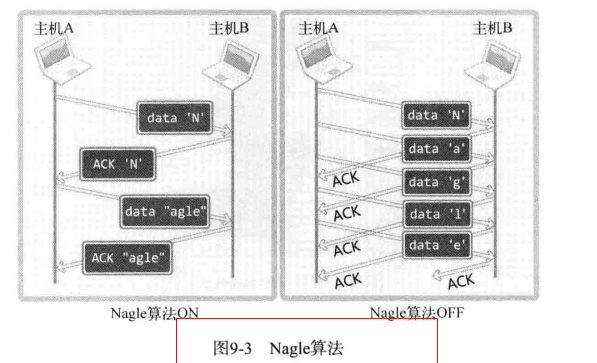 主机A
主机B
data 'N'
ACK 'N'
data "agle"
ACK "agle"
Nagle算法ON
主机A
主机B
data 'N'
data 'a'
ACK
data 'g'
ACK
data 'l'
ACK
data 'e'
ACK
ACK
Nagle算法OFF
图9-3 Nagle算法